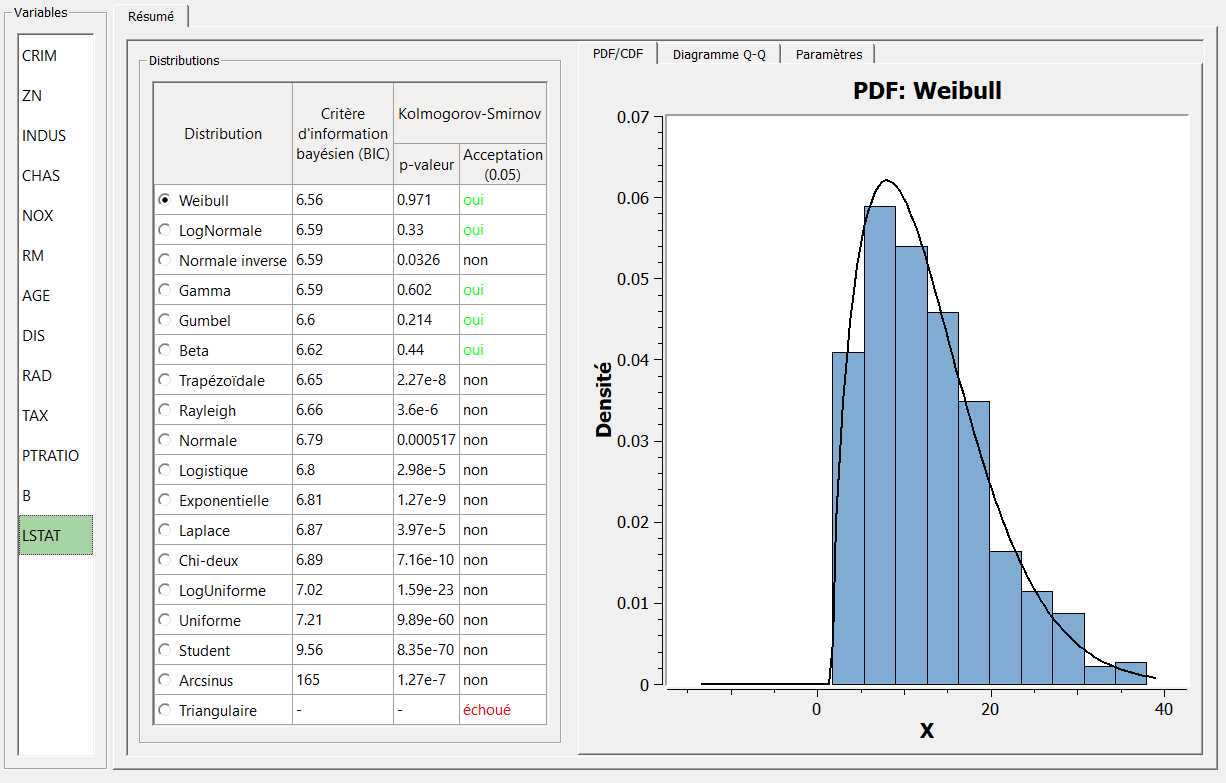 Variables
CRIM
ZN
INDUS
CHAS
NOX
RM
AGE
DIS
RAD
TAX
PTRATIO
B
LSTAT
Résumé
Distributions
Distribution
Critère
d'information
bayésien (BIC)
Kolmogorov-Smirnov
p-valeur
Acceptation
(0.05)
Weibull 6.56 0.971 oui
LogNormale 6.59 0.33 oui
Normale inverse 6.59 0.0326 non
Gamma 6.59 0.602 oui
Gumbel 6.6 0.214 oui
Beta 6.62 0.44 oui
Trapézoïdale 6.65 2.27e-8 non
Rayleigh 6.66 3.6e-6 non
Normale 6.79 0.000517 non
Logistique 6.8 2.98e-5 non
Exponentielle 6.81 1.27e-9 non
Laplace 6.87 3.97e-5 non
Chi-deux 6.89 7.16e-10 non
LogUniforme 7.02 1.59e-23 non
Uniforme 7.21 9.89e-60 non
Student 9.56 8.35e-70 non
Arcsinus 165 1.27e-7 non
Triangulaire - - échoué
PDF/CDF Diagramme Q-Q Paramètres
PDF: Weibull
Densité
0.07
0.06
0.05
0.04
0.03
0.02
0.01
0
0 20 40
X